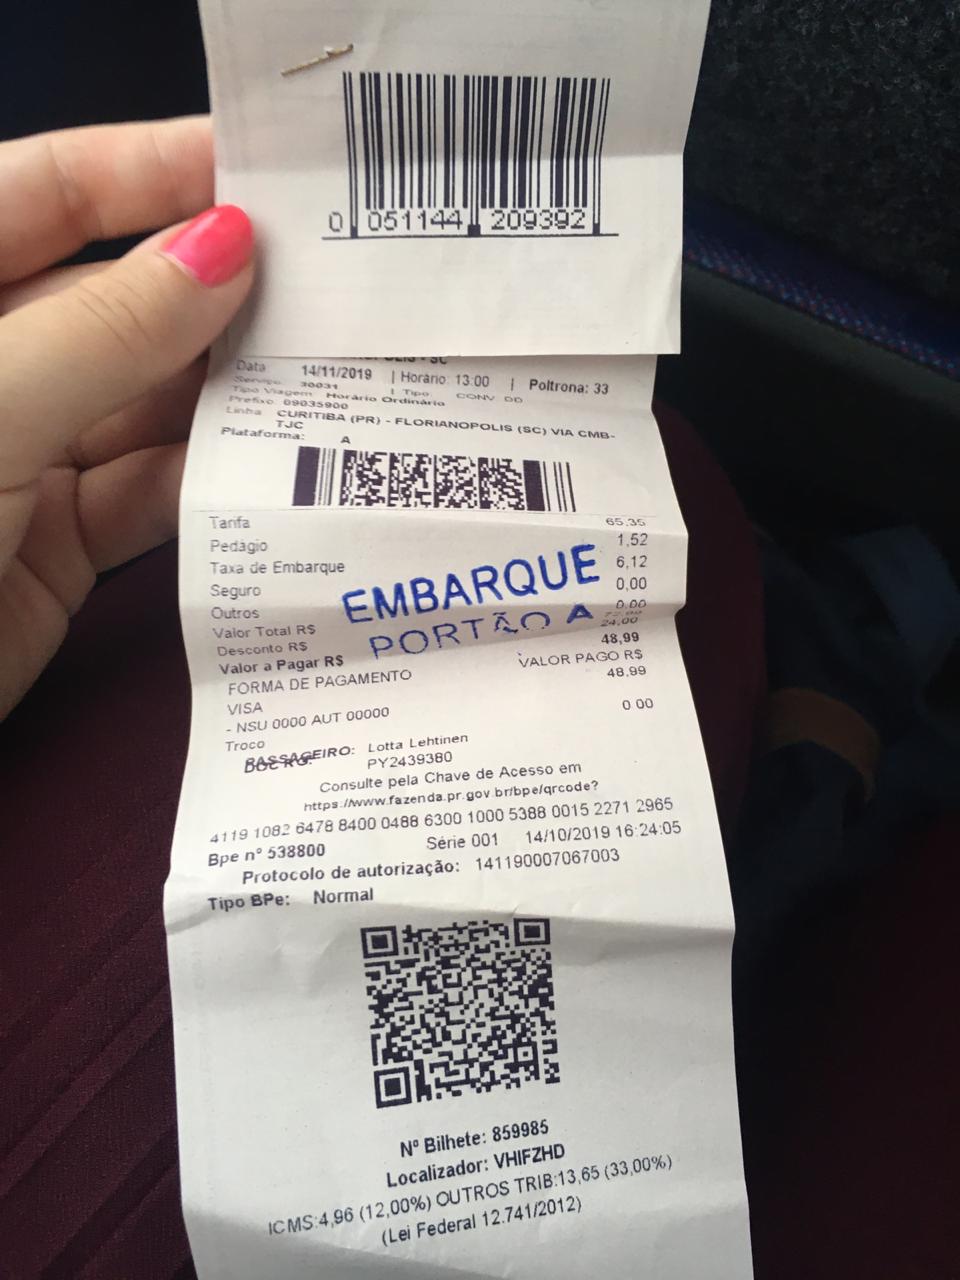 0 051144 209392
OLIS - SC
Data 14/11/2019 | Horário: 13:00 | Poltrona: 33
Serviço: 30031 | Tipo: CONV DD
Tipo Viagem: Horário Ordinário
Prefixo: 09035900
Linha CURITIBA (PR) - FLORIANOPOLIS (SC) VIA CMB-
TJC
Plataforma: A
Tarifa 65,35
Pedágio 1,52
Taxa de Embarque 6,12
Seguro 0,00
Outros 0,00
Valor Total R$
Desconto R$ 24,00
Valor a Pagar R$ 48,99
EMBARQUE
PORTÃO A
FORMA DE PAGAMENTO VALOR PAGO R$
VISA 48,99
- NSU 0000 AUT 00000
Troco 0 00
PASSAGEIRO: Lotta Lehtinen
DOC RG: PY2439380
Consulte pela Chave de Acesso em
https://www.fazenda.pr.gov.br/bpe/qrcode?
4119 1082 6478 8400 0488 6300 1000 5388 0015 2271 2965
Bpe nº 538800 Série 001 14/10/2019 16:24:05
Protocolo de autorização: 141190007067003
Tipo BPe: Normal
Nº Bilhete: 859985
Localizador: VHIFZHD
ICMS:4,96 (12,00%) OUTROS TRIB:13,65 (33,00%)
(Lei Federal 12.741/2012)